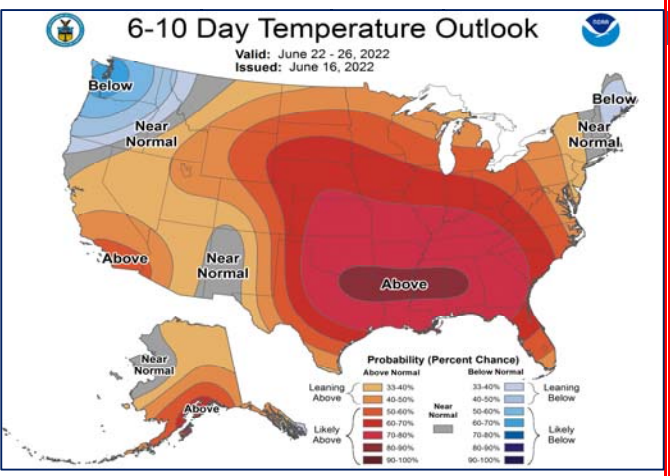 6-10 Day Temperature Outlook
Valid: June 22 - 26, 2022
Issued: June 16, 2022
NOAA
Below
Near
Normal
Below
Near
Normal
Above
Near
Normal
Above
Near
Normal
Above
Probability (Percent Chance)
Above Normal
Below Normal
Leaning
Above
33-40%
40-50%
Likely
Above
50-60%
60-70%
70-80%
80-90%
90-100%
Near
Normal
33-40%
40-50%
Leaning
Below
50-60%
60-70%
70-80%
80-90%
90-100%
Likely
Below